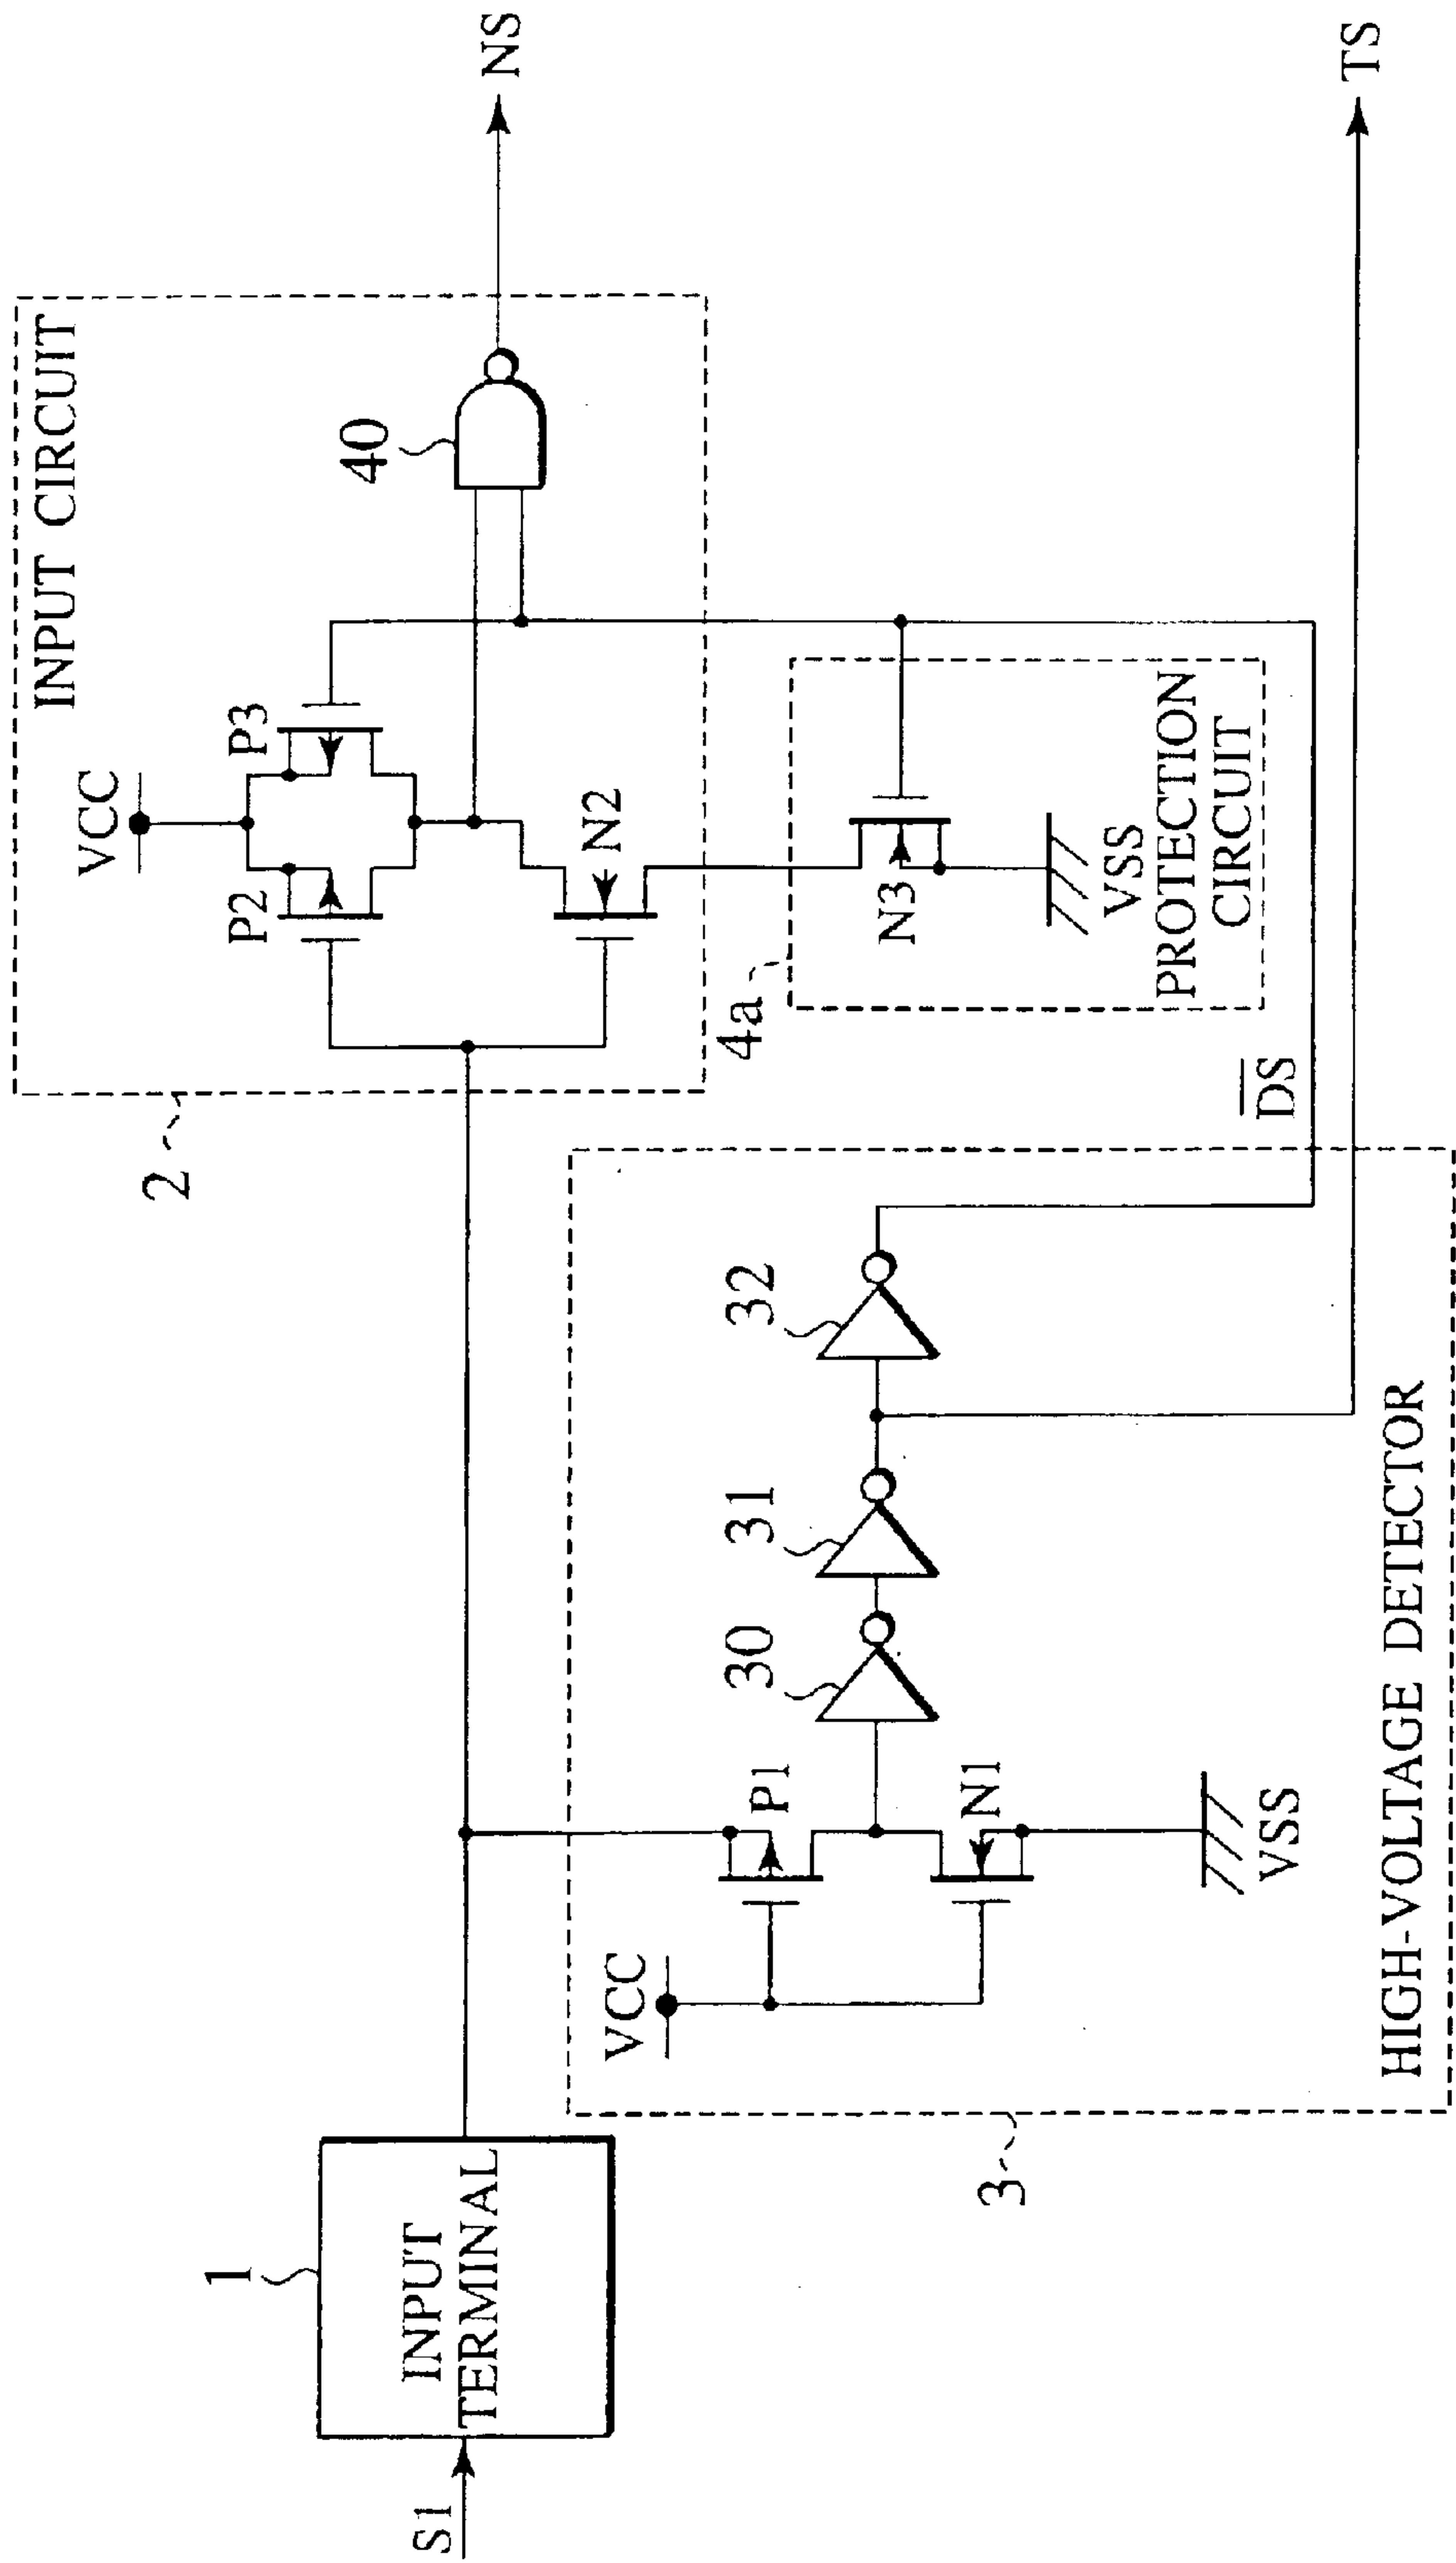 S1
1
INPUT
TERMINAL
2
INPUT CIRCUIT
VCC
P2
P3
N2
40
NS
4a
N3
VSS
PROTECTION
CIRCUIT
3
VCC
P1
N1
VSS
30
31
32
HIGH-VOLTAGE DETECTOR
D̅S̅
TS